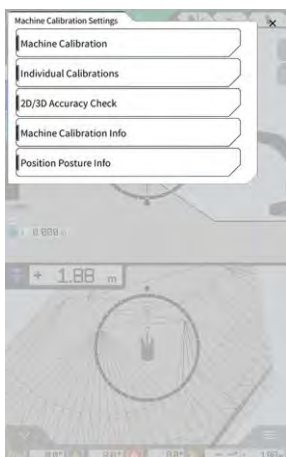 Machine Calibration Settings
×
Machine Calibration
Individual Calibrations
2D/3D Accuracy Check
Machine Calibration Info
Position Posture Info
1.88 m